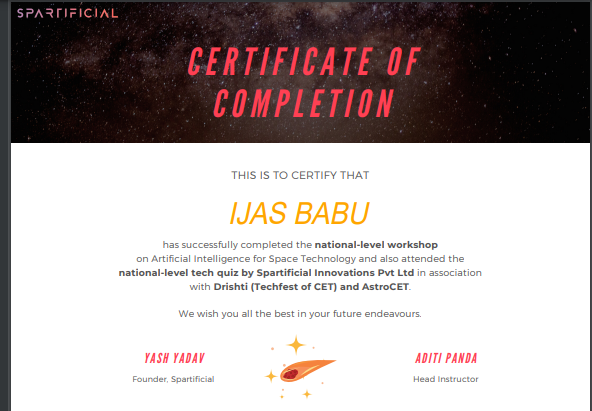 SPARTIFICIAL
CERTIFICATE OF
COMPLETION
THIS IS TO CERTIFY THAT
IJAS BABU
has successfully completed the national-level workshop
on Artificial Intelligence for Space Technology and also attended the
national-level tech quiz by Spartificial Innovations Pvt Ltd in association
with Drishti (Techfest of CET) and AstroCET.
We wish you all the best in your future endeavours.
YASH YADAV
ADITI PANDA
Founder, Spartificial
Head Instructor